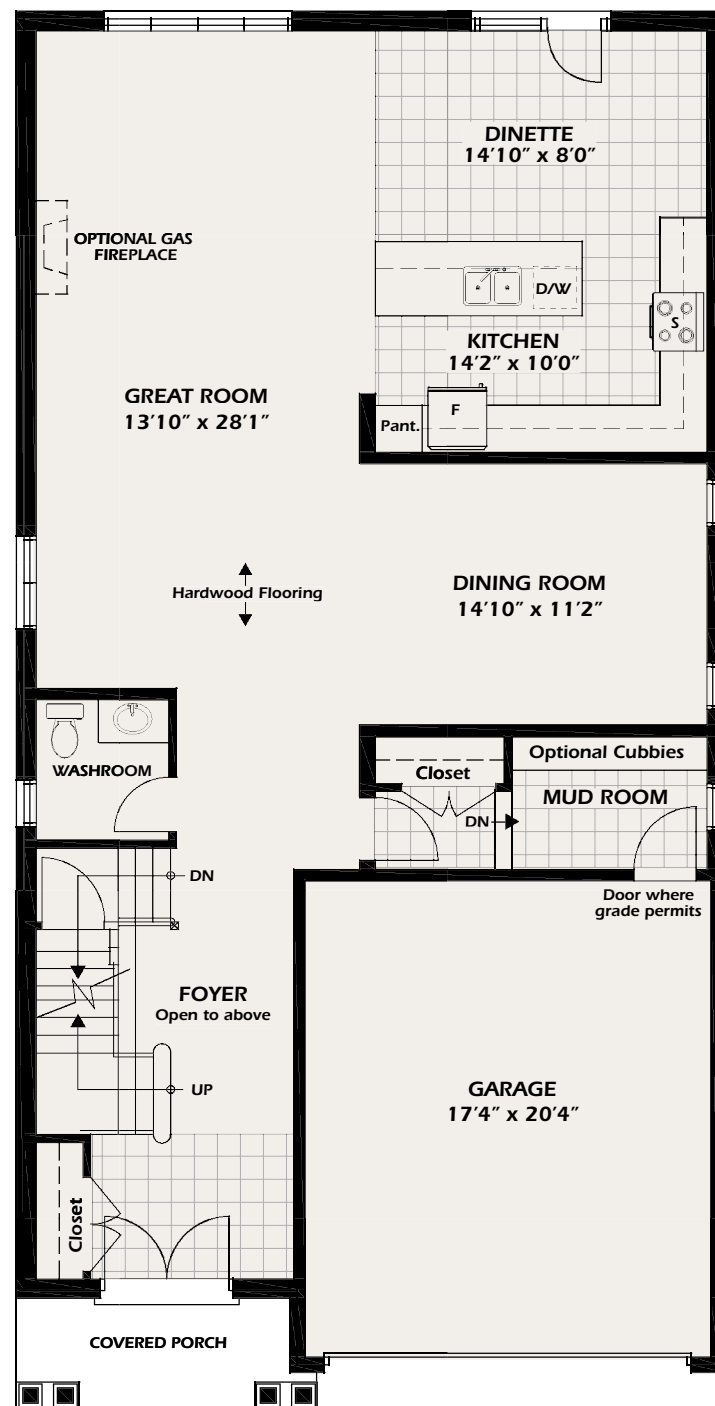 DINETTE
14'10" x 8'0"
OPTIONAL GAS
FIREPLACE
D/W
S
KITCHEN
14'2" x 10'0"
GREAT ROOM
13'10" x 28'1"
F
Pant.
Hardwood Flooring
DINING ROOM
14'10" x 11'2"
WASHROOM
Closet
Optional Cubbies
MUD ROOM
DN
DN
Door where
grade permits
FOYER
Open to above
UP
GARAGE
17'4" x 20'4"
Closet
COVERED PORCH